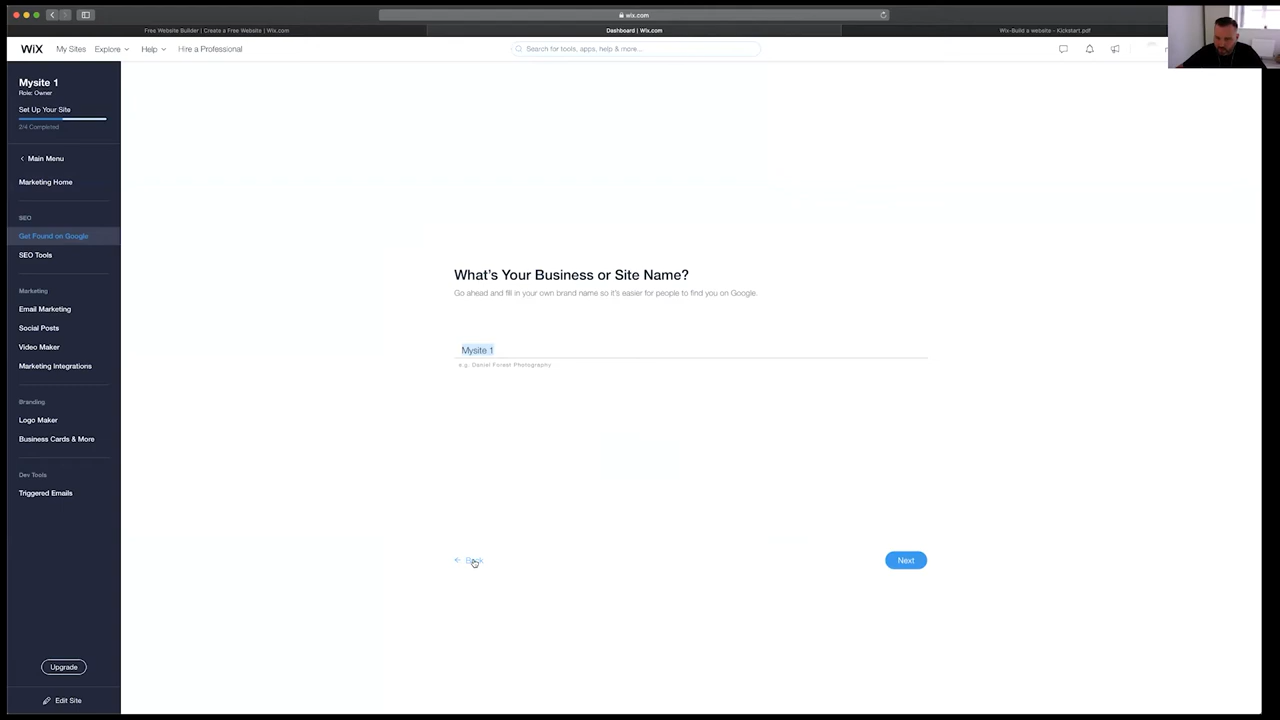 wix.com
Free Website Builder | Create a Free Website | Wix.com
Dashboard | Wix.com
Wix-Build a website - Kickstart.pdf
WiX
My Sites
Explore
Help
Hire a Professional
Search for tools, apps, help & more...
Mysite 1
Role: Owner
Set Up Your Site
2/4 Completed
Main Menu
Marketing Home
SEO
Get Found on Google
SEO Tools
Marketing
Email Marketing
Social Posts
Video Maker
Marketing Integrations
Branding
Logo Maker
Business Cards & More
Dev Tools
Triggered Emails
Upgrade
Edit Site
What's Your Business or Site Name?
Go ahead and fill in your own brand name so it's easier for people to find you on Google.
Mysite 1
e.g. Daniel Forest Photography
Back
Next